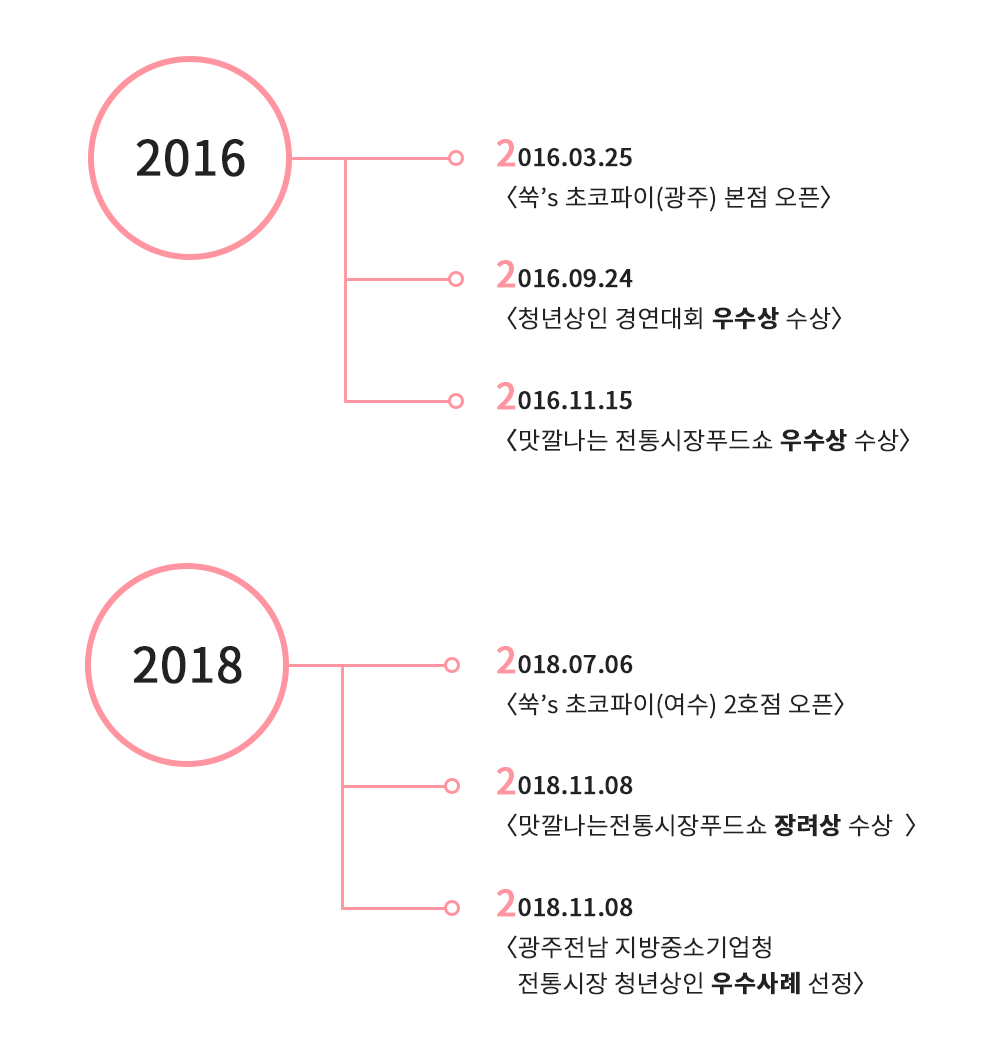 2016
2016.03.25
〈쑥’s 초코파이(광주) 본점 오픈〉
2016.09.24
〈청년상인 경연대회 우수상 수상〉
2016.11.15
〈맛깔나는 전통시장푸드쇼 우수상 수상〉
2018
2018.07.06
〈쑥’s 초코파이(여수) 2호점 오픈〉
2018.11.08
〈맛깔나는전통시장푸드쇼 장려상 수상 〉
2018.11.08
〈광주전남 지방중소기업청
전통시장 청년상인 우수사례 선정〉